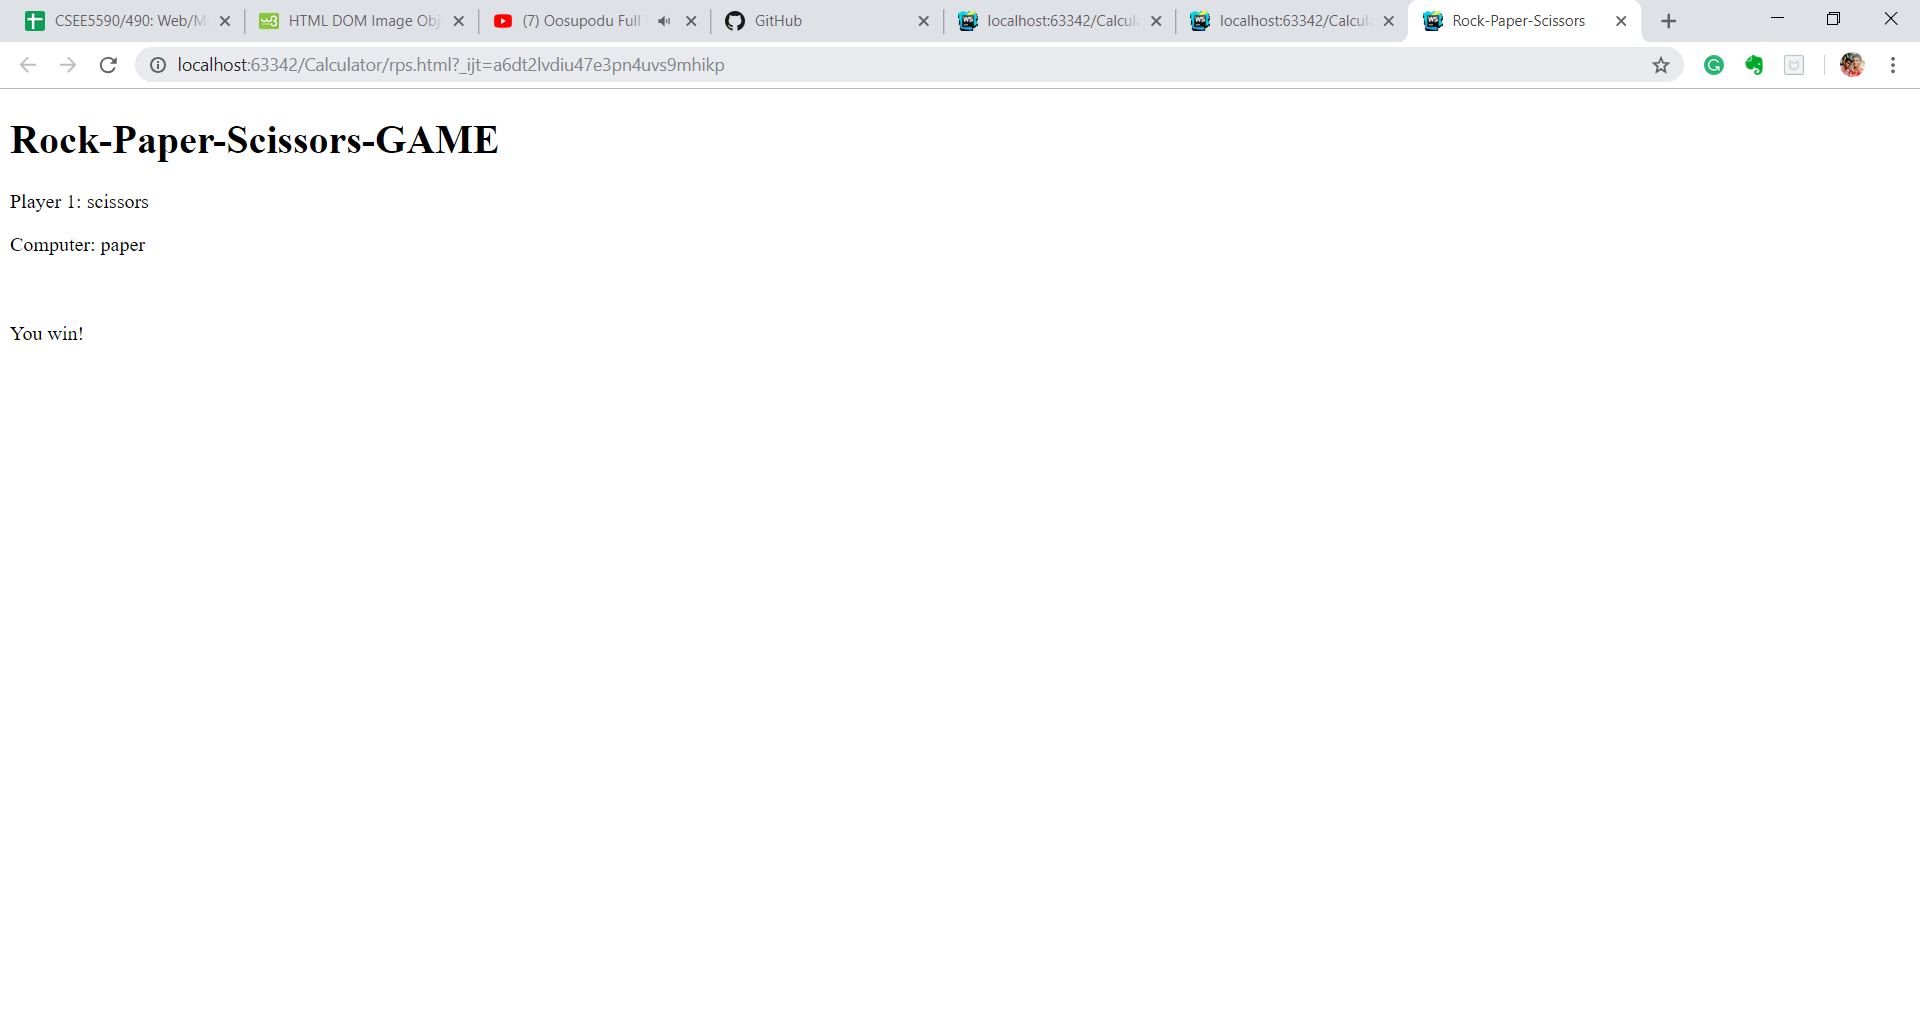 CSEE5590/490: Web/M
HTML DOM Image Obj
(7) Oosupodu Full
GitHub
localhost:63342/Calcul
localhost:63342/Calcul
Rock-Paper-Scissors
localhost:63342/Calculator/rps.html?_ijt=a6dt2lvdiu47e3pn4uvs9mhikp
Rock-Paper-Scissors-GAME
Player 1: scissors
Computer: paper
You win!